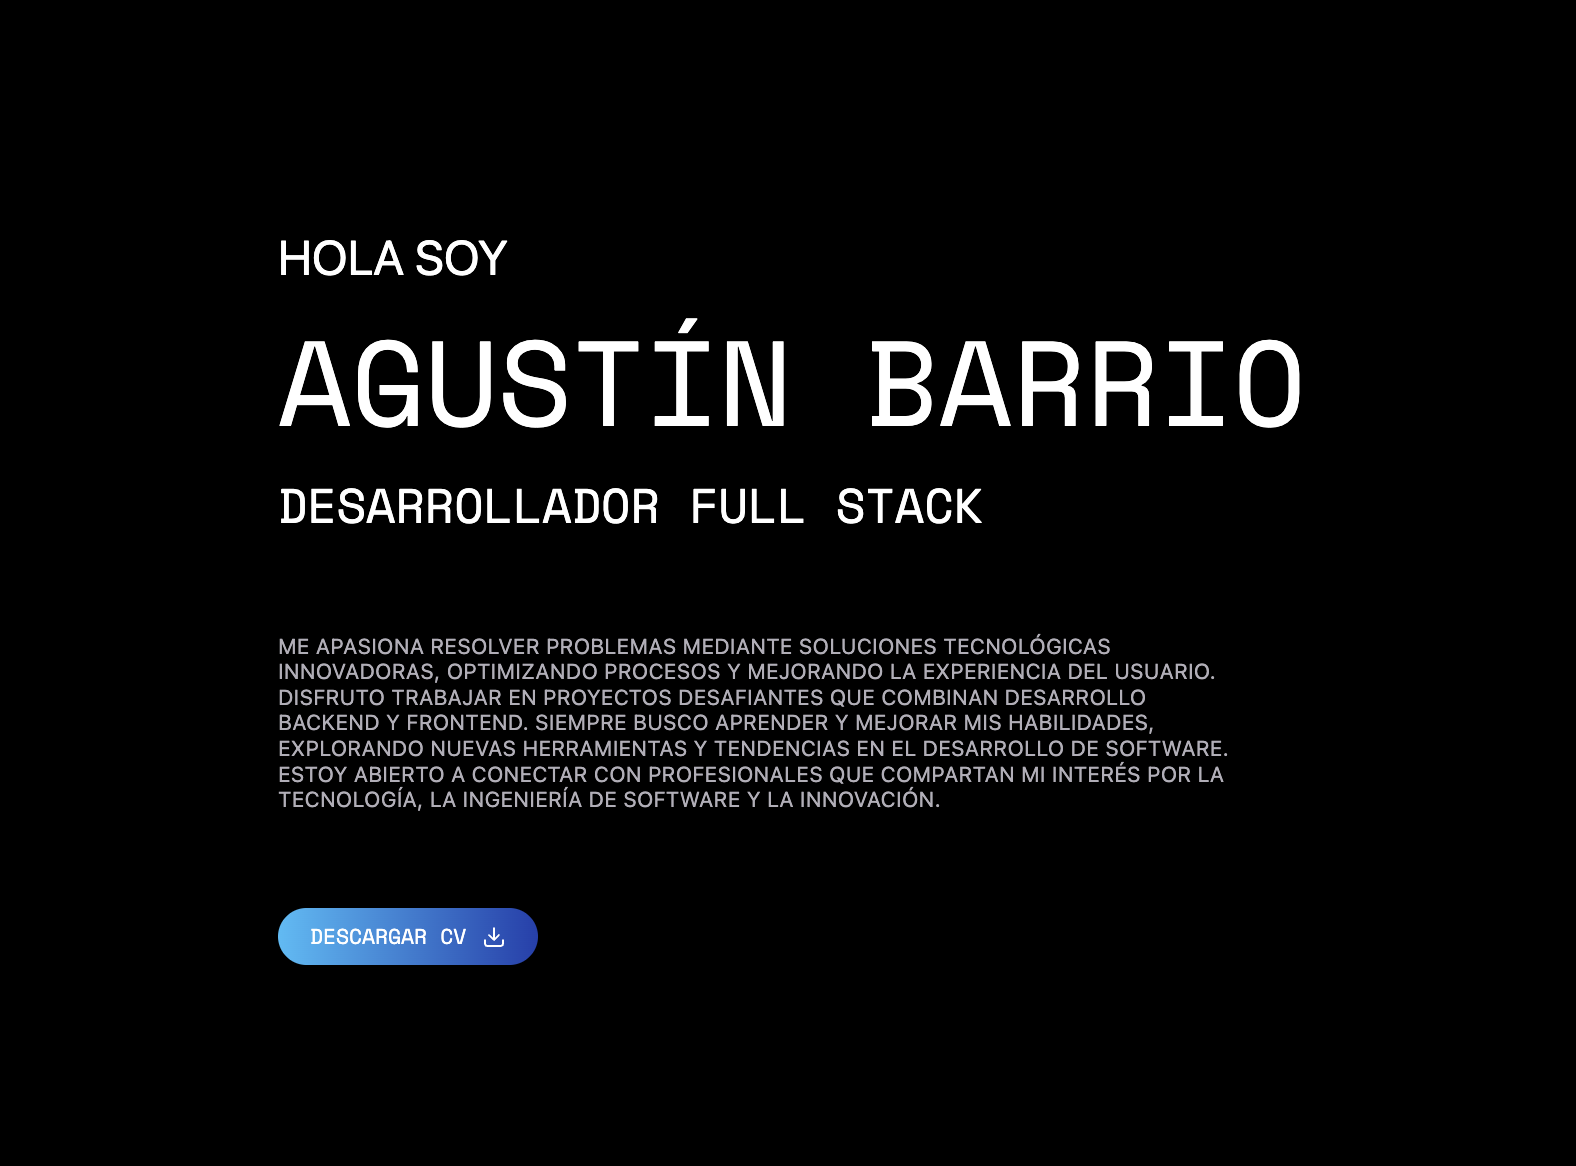 HOLA SOY
AGUSTÍN BARRIO
DESARROLLADOR FULL STACK
ME APASIONA RESOLVER PROBLEMAS MEDIANTE SOLUCIONES TECNOLÓGICAS
INNOVADORAS, OPTIMIZANDO PROCESOS Y MEJORANDO LA EXPERIENCIA DEL USUARIO.
DISFRUTO TRABAJAR EN PROYECTOS DESAFIANTES QUE COMBINAN DESARROLLO
BACKEND Y FRONTEND. SIEMPRE BUSCO APRENDER Y MEJORAR MIS HABILIDADES,
EXPLORANDO NUEVAS HERRAMIENTAS Y TENDENCIAS EN EL DESARROLLO DE SOFTWARE.
ESTOY ABIERTO A CONECTAR CON PROFESIONALES QUE COMPARTAN MI INTERÉS POR LA
TECNOLOGÍA, LA INGENIERÍA DE SOFTWARE Y LA INNOVACIÓN.
DESCARGAR CV